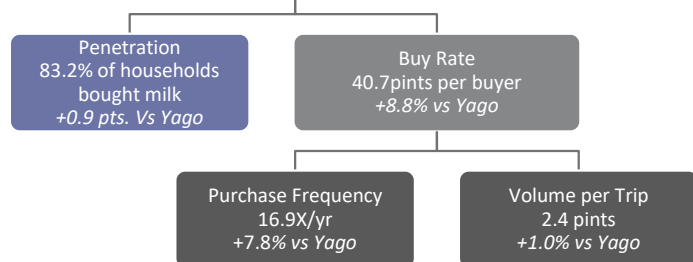 Penetration
83.2% of households
bought milk
+0.9 pts. Vs Yago
Buy Rate
40.7pints per buyer
+8.8% vs Yago
Purchase Frequency
16.9X/yr
+7.8% vs Yago
Volume per Trip
2.4 pints
+1.0% vs Yago